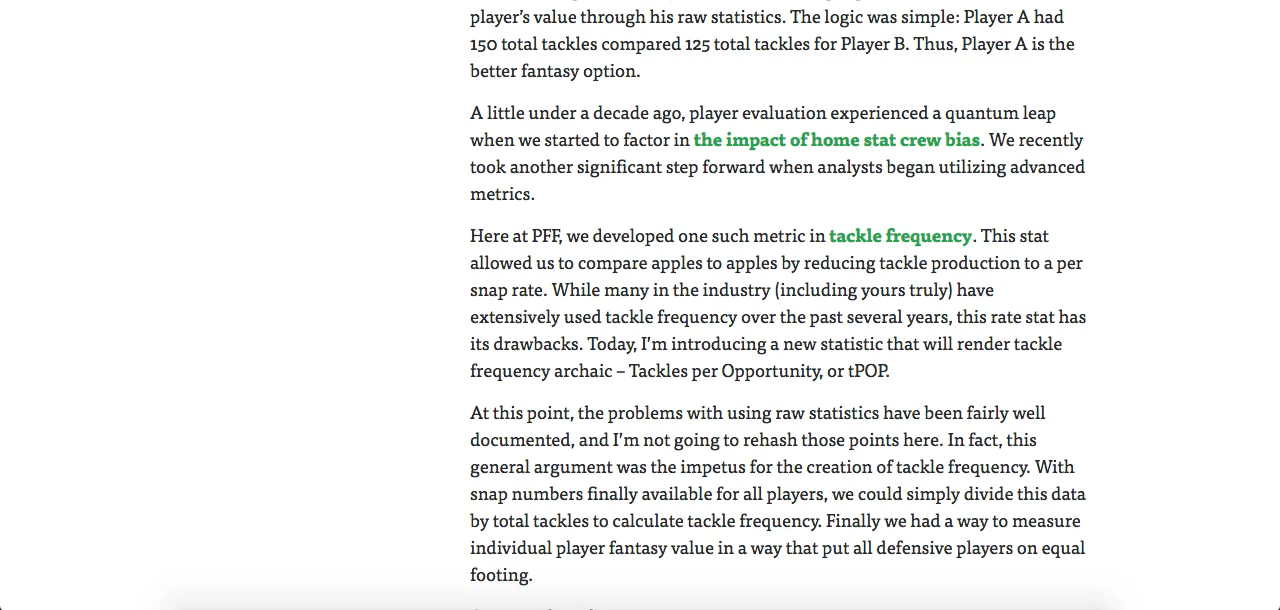 player’s value through his raw statistics. The logic was simple: Player A had
150 total tackles compared 125 total tackles for Player B. Thus, Player A is the
better fantasy option.
A little under a decade ago, player evaluation experienced a quantum leap
when we started to factor in the impact of home stat crew bias. We recently
took another significant step forward when analysts began utilizing advanced
metrics.
Here at PFF, we developed one such metric in tackle frequency. This stat
allowed us to compare apples to apples by reducing tackle production to a per
snap rate. While many in the industry (including yours truly) have
extensively used tackle frequency over the past several years, this rate stat has
its drawbacks. Today, I’m introducing a new statistic that will render tackle
frequency archaic – Tackles per Opportunity, or tPOP.
At this point, the problems with using raw statistics have been fairly well
documented, and I’m not going to rehash those points here. In fact, this
general argument was the impetus for the creation of tackle frequency. With
snap numbers finally available for all players, we could simply divide this data
by total tackles to calculate tackle frequency. Finally we had a way to measure
individual player fantasy value in a way that put all defensive players on equal
footing.